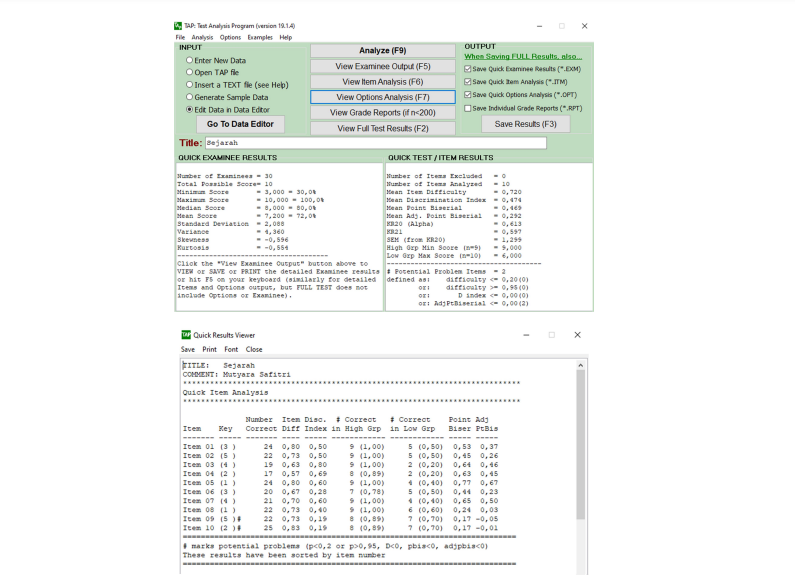 TAP: Test Analysis Program (version 19.1.4)
File Analysis Options Examples Help
INPUT
Enter New Data
Open TAP file
Insert a TEXT file (see Help)
Generate Sample Data
Edit Data in Data Editor
Go To Data Editor
Analyze (F9)
View Examinee Output (F5)
View Item Analysis (F6)
View Options Analysis (F7)
View Grade Reports (if n<200)
View Full Test Results (F2)
OUTPUT
When Saving FULL Results, also...
Save Quick Examinee Results (*.EXM)
Save Quick Item Analysis (*.ITM)
Save Quick Options Analysis (*.OPT)
Save Individual Grade Reports (*.RPT)
Save Results (F3)
Title: Sejarah
QUICK EXAMINEE RESULTS
Number of Examinees = 30
Total Possible Score= 10
Minimum Score = 3,000 = 30,0%
Maximum Score = 10,000 = 100,0%
Median Score = 8,000 = 80,0%
Mean Score = 7,200 = 72,0%
Standard Deviation = 2,088
Variance = 4,360
Skewness = -0,596
Kurtosis = -0,554
Click the "View Examinee Output" button above to
VIEW or SAVE or PRINT the detailed Examinee results
or hit F5 on your keyboard (similarly for detailed
Items and Options output, but FULL TEST does not
include Options or Examinee).
QUICK TEST / ITEM RESULTS
Number of Items Excluded = 0
Number of Items Analyzed = 10
Mean Item Difficulty = 0,720
Mean Discrimination Index = 0,474
Mean Point Biserial = 0,469
Mean Adj. Point Biserial = 0,292
KR20 (Alpha) = 0,613
KR21 = 0,597
SEM (from KR20) = 1,299
High Grp Min Score (n=9) = 9,000
Low Grp Max Score (n=10) = 6,000
# Potential Problem Items = 2
defined as: difficulty <= 0,20(0)
or: difficulty >= 0,95(0)
or: D index <= 0,00(0)
or: AdjPtBiserial <= 0,00(2)
TAP Quick Results Viewer
Save Print Font Close
TITLE: Sejarah
COMMENT: Mutyara Safitri
************************************************************************
Quick Item Analysis
************************************************************************
Number Item Disc. # Correct # Correct Point Adj
Item Key Correct Diff Index in High Grp in Low Grp Biser PtBis
Item 01 (3 ) 24 0,80 0,50 9 (1,00) 5 (0,50) 0,53 0,37
Item 02 (5 ) 22 0,73 0,50 9 (1,00) 5 (0,50) 0,45 0,26
Item 03 (4 ) 19 0,63 0,80 9 (1,00) 2 (0,20) 0,64 0,46
Item 04 (2 ) 17 0,57 0,69 8 (0,89) 2 (0,20) 0,63 0,45
Item 05 (1 ) 24 0,80 0,60 9 (1,00) 4 (0,40) 0,77 0,67
Item 06 (3 ) 20 0,67 0,28 7 (0,78) 5 (0,50) 0,44 0,23
Item 07 (4 ) 21 0,70 0,60 9 (1,00) 4 (0,40) 0,65 0,50
Item 08 (1 ) 22 0,73 0,40 9 (1,00) 6 (0,60) 0,24 0,03
Item 09 (5 )# 22 0,73 0,19 8 (0,89) 7 (0,70) 0,17 -0,05
Item 10 (2 )# 25 0,83 0,19 8 (0,89) 7 (0,70) 0,17 -0,01
# marks potential problems (p<0,2 or p>0,95, D<0, pbis<0, adjpbis<0)
These results have been sorted by item number